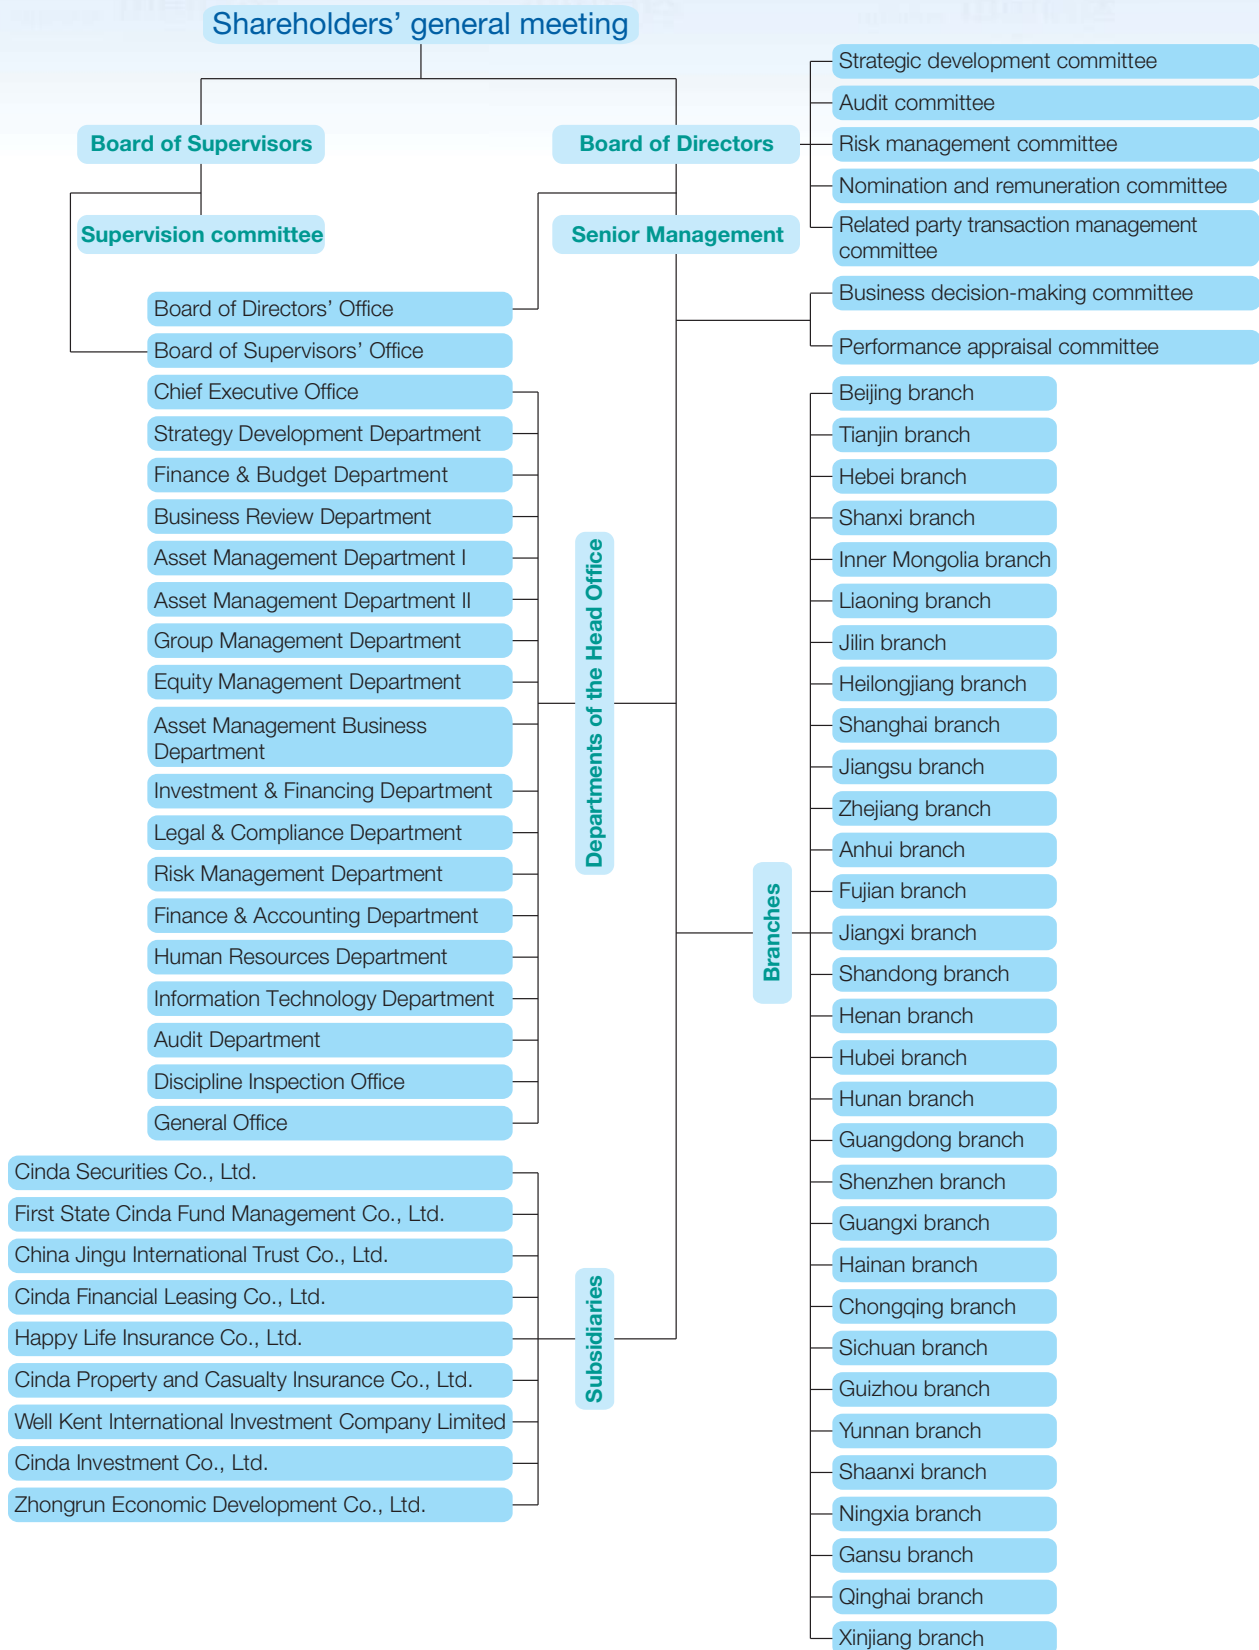 Shareholders’ general meeting
Board of Supervisors
Board of Directors
Supervision committee
Senior Management
Strategic development committee
Audit committee
Risk management committee
Nomination and remuneration committee
Related party transaction management
committee
Business decision-making committee
Performance appraisal committee
Board of Directors’ Office
Board of Supervisors’ Office
Departments of the Head Office
Chief Executive Office
Strategy Development Department
Finance & Budget Department
Business Review Department
Asset Management Department I
Asset Management Department II
Group Management Department
Equity Management Department
Asset Management Business
Department
Investment & Financing Department
Legal & Compliance Department
Risk Management Department
Finance & Accounting Department
Human Resources Department
Information Technology Department
Audit Department
Discipline Inspection Office
General Office
Subsidiaries
Cinda Securities Co., Ltd.
First State Cinda Fund Management Co., Ltd.
China Jingu International Trust Co., Ltd.
Cinda Financial Leasing Co., Ltd.
Happy Life Insurance Co., Ltd.
Cinda Property and Casualty Insurance Co., Ltd.
Well Kent International Investment Company Limited
Cinda Investment Co., Ltd.
Zhongrun Economic Development Co., Ltd.
Branches
Beijing branch
Tianjin branch
Hebei branch
Shanxi branch
Inner Mongolia branch
Liaoning branch
Jilin branch
Heilongjiang branch
Shanghai branch
Jiangsu branch
Zhejiang branch
Anhui branch
Fujian branch
Jiangxi branch
Shandong branch
Henan branch
Hubei branch
Hunan branch
Guangdong branch
Shenzhen branch
Guangxi branch
Hainan branch
Chongqing branch
Sichuan branch
Guizhou branch
Yunnan branch
Shaanxi branch
Ningxia branch
Gansu branch
Qinghai branch
Xinjiang branch